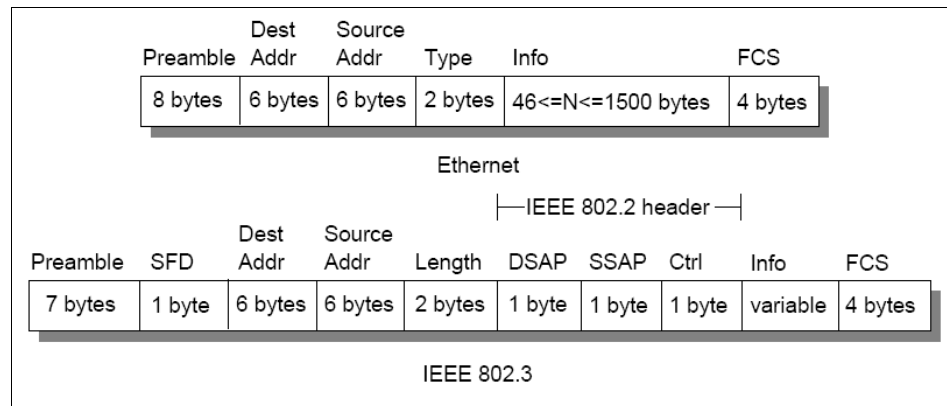 Dest Source
Preamble Addr Addr Type Info FCS
8 bytes 6 bytes 6 bytes 2 bytes 46<=N<=1500 bytes 4 bytes
Ethernet
IEEE 802.2 header
Dest Source
Preamble SFD Addr Addr Length DSAP SSAP Ctrl Info FCS
7 bytes 1 byte 6 bytes 6 bytes 2 bytes 1 byte 1 byte 1 byte variable 4 bytes
IEEE 802.3